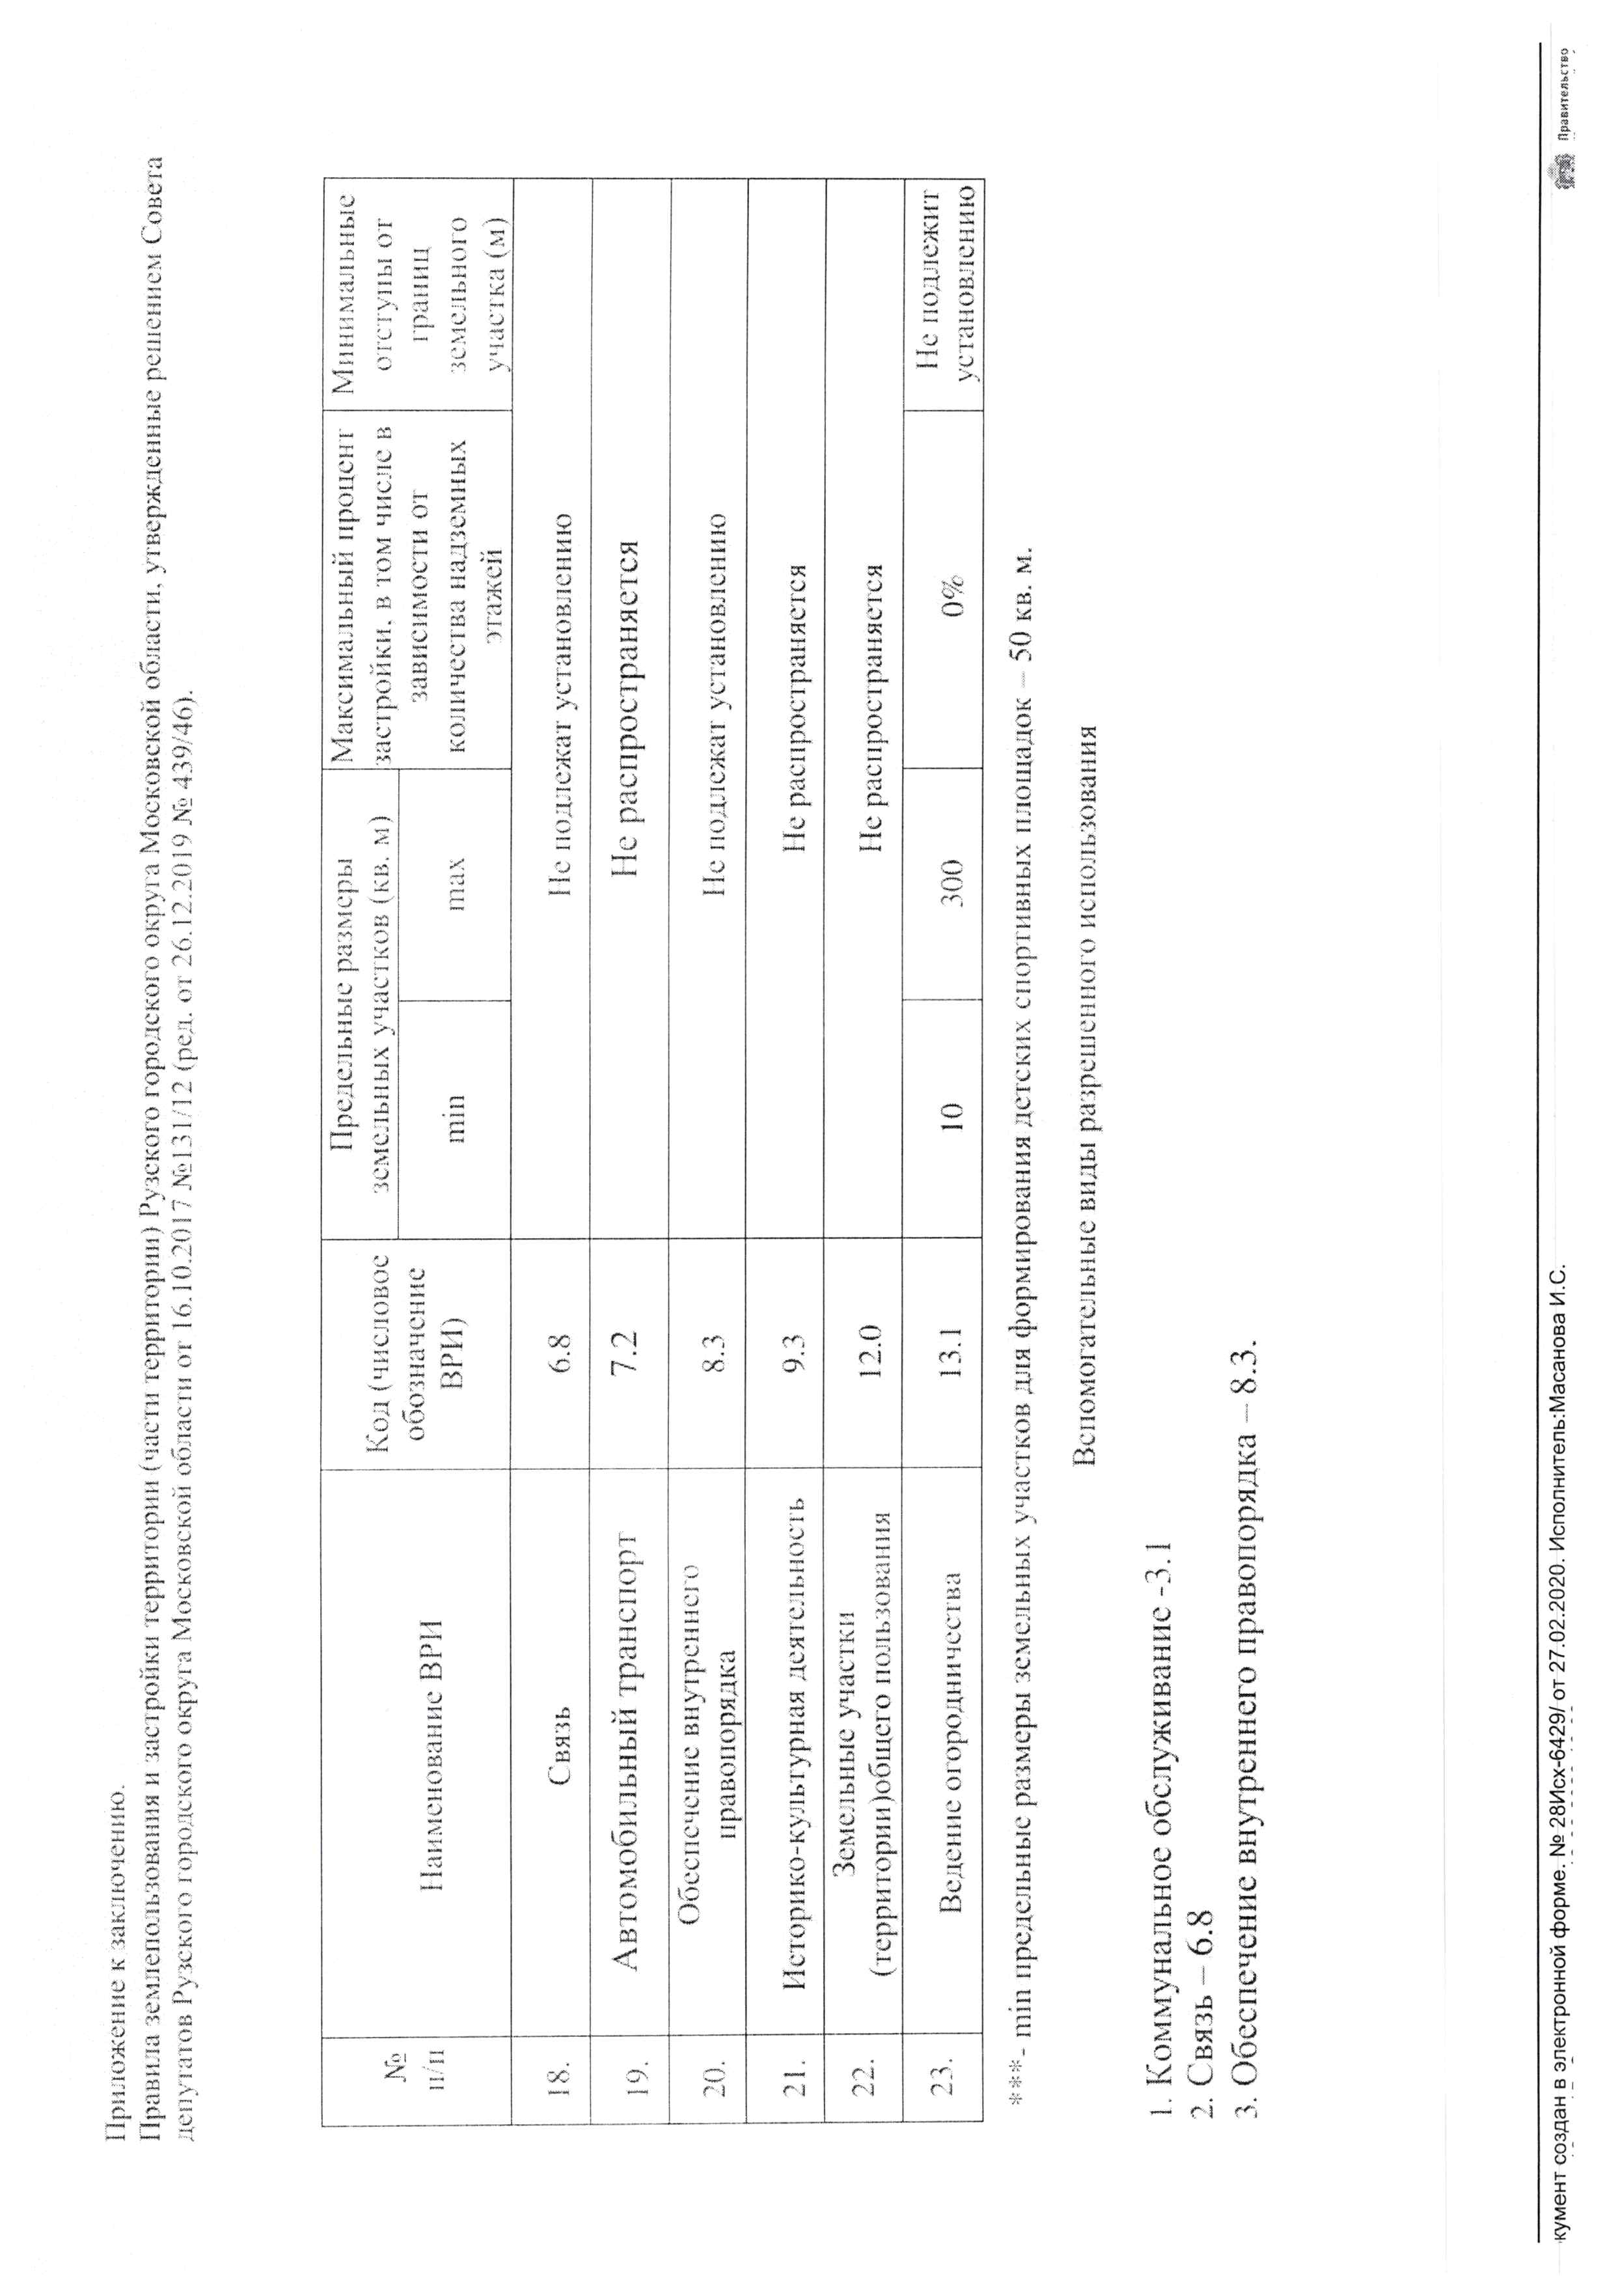 Приложение к заключению.
Правила землепользования и застройки территории (части территории) Рузского городского округа Московской области, утвержденные решением Совета
депутатов Рузского городского округа Московской области от 16.10.2017 №131/12 (ред. от 26.12.2019 № 439/46).
№
п/п
Наименование ВРИ
Код (числовое
обозначение
ВРИ)
Предельные размеры
земельных участков (кв. м)
min
max
Максимальный процент
застройки, в том числе в
зависимости от
количества надземных
этажей
Минимальные
отступы от
границ
земельного
участка (м)
18. Связь 6.8 Не подлежат установлению
19. Автомобильный транспорт 7.2 Не распространяется
20. Обеспечение внутреннего
правопорядка
8.3 Не подлежат установлению
21. Историко-культурная деятельность 9.3 Не распространяется
22. Земельные участки
(территории)общего пользования
12.0 Не распространяется
23. Ведение огородничества 13.1 10 300 0% Не подлежит
установлению
***- min предельные размеры земельных участков для формирования детских спортивных площадок – 50 кв. м.
Вспомогательные виды разрешенного использования
1. Коммунальное обслуживание -3.1
2. Связь – 6.8
3. Обеспечение внутреннего правопорядка – 8.3.
кумент создан в электронной форме. № 28Исх-6429/ от 27.02.2020. Исполнитель:Масанова И.С.
Правительство